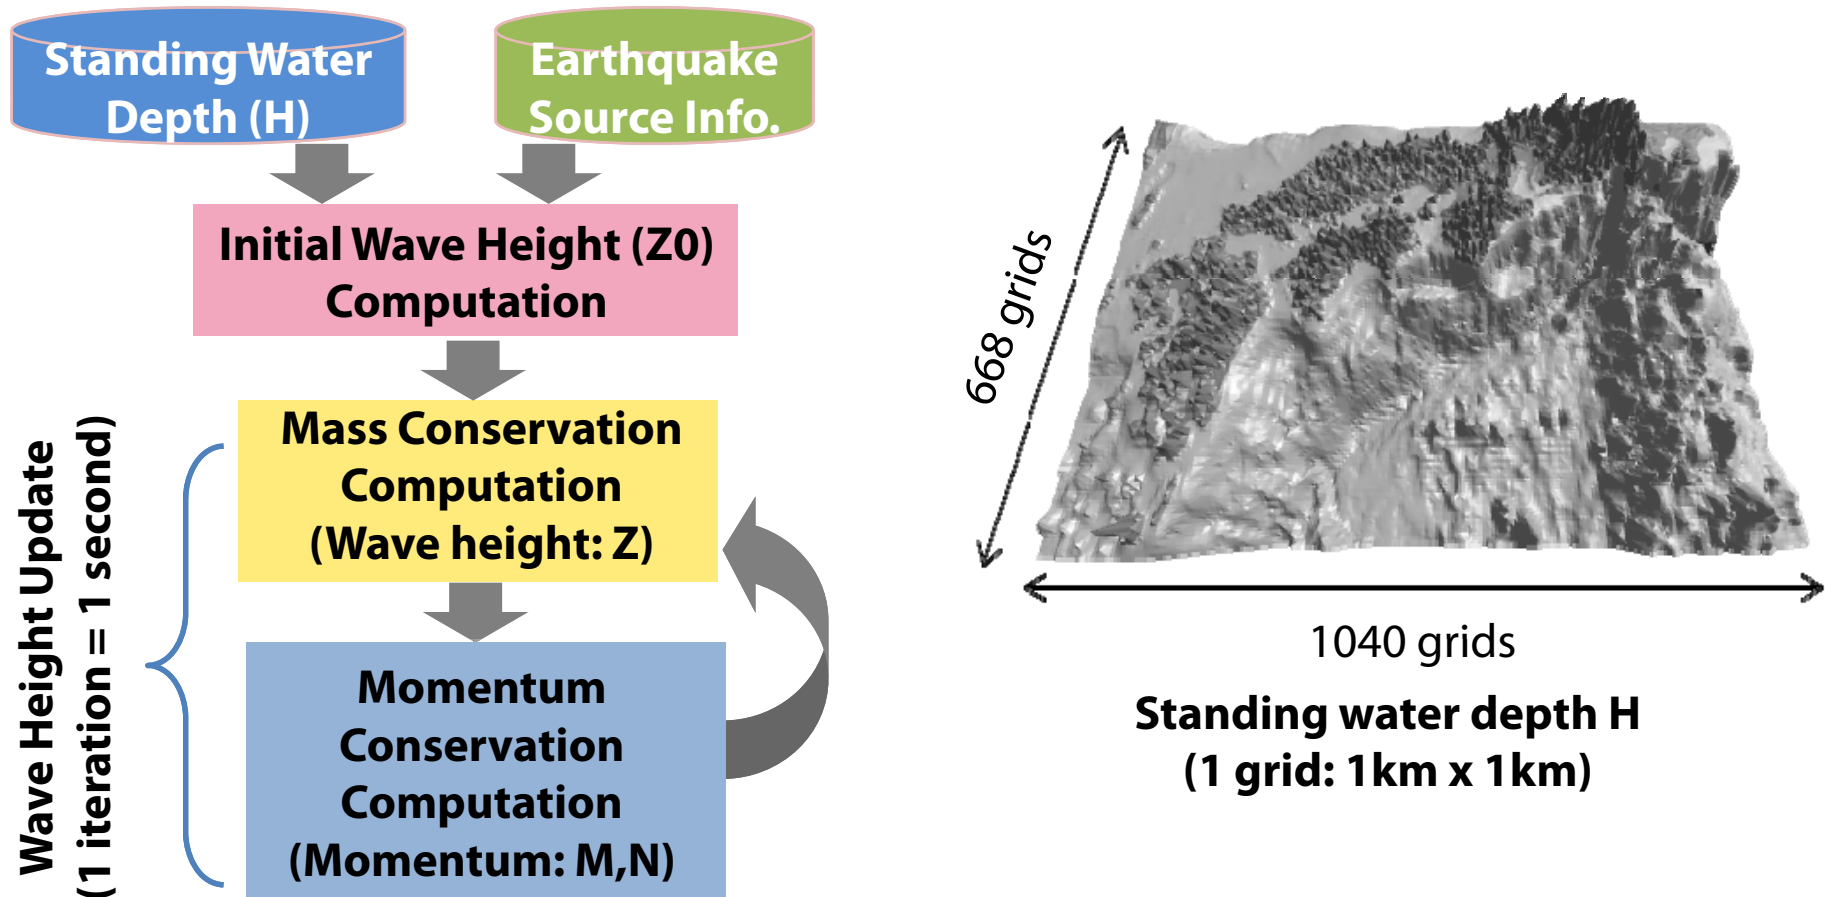 Standing Water
Depth (H)
Earthquake
Source Info.
Initial Wave Height (Z0)
Computation
Mass Conservation
Computation
(Wave height: Z)
Momentum
Conservation
Computation
(Momentum: M,N)
Wave Height Update
(1 iteration = 1 second)
668 grids
1040 grids
Standing water depth H
(1 grid: 1km x 1km)